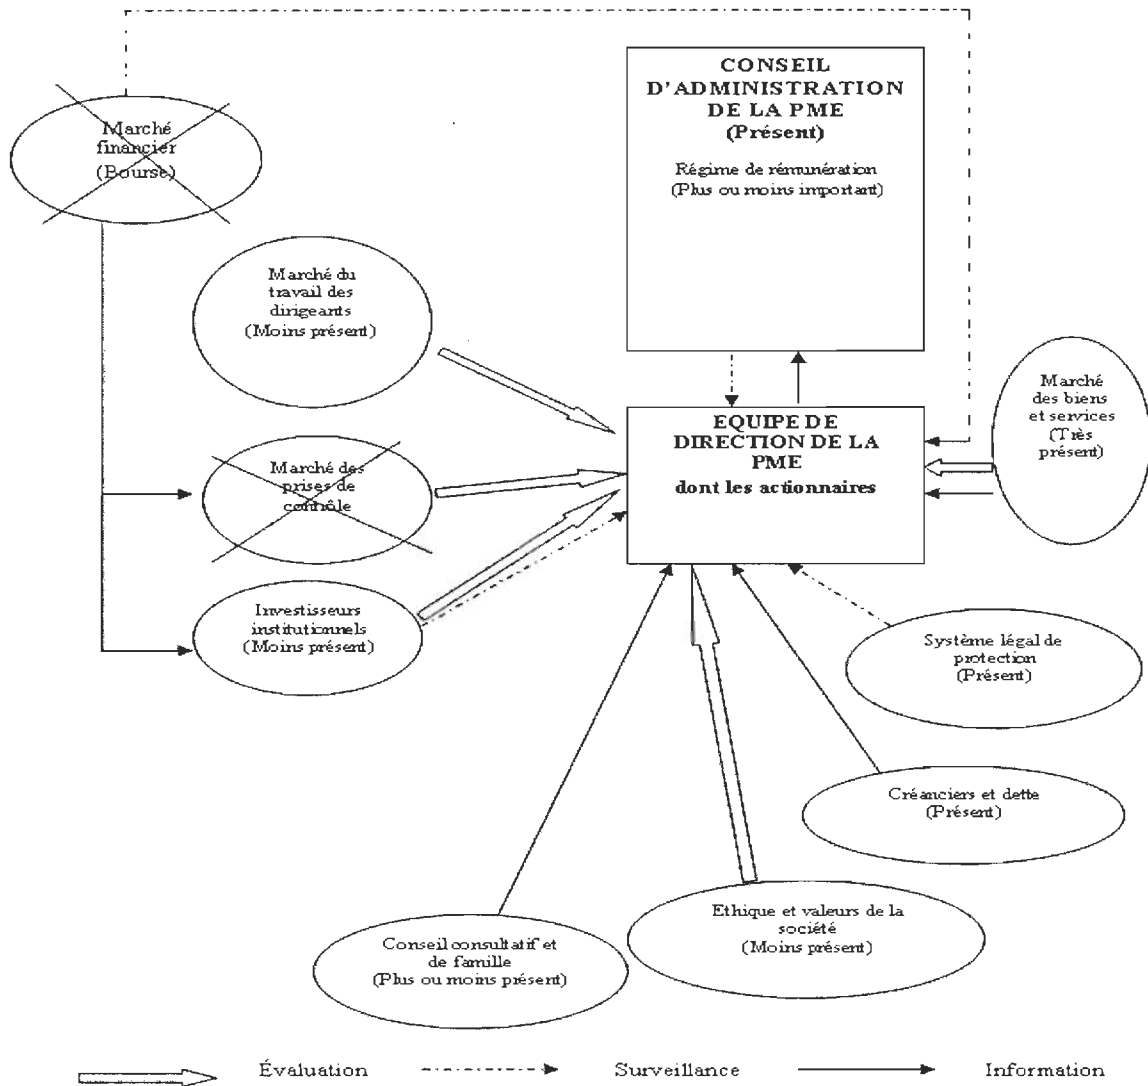 CONSEIL
D'ADMINISTRATION
DE LA PME
(Présent)
Régime de rémunération
(Plus ou moins important)
Marché
financier
(Bourse)
Marché du
travail des
dirigeants
(Moins présent)
Marché
des biens
et services
(Très
présent)
EQUIPE DE
DIRECTION DE LA
PME
dont les actionnaires
Marché des
prises de
contrôle
Investisseurs
institutionnels
(Moins présent)
Système légal de
protection
(Présent)
Créanciers et dette
(Présent)
Ethique et valeurs de la
société
(Moins présent)
Conseil consultatif et
de famille
(Plus ou moins présent)
Évaluation
Surveillance
Information